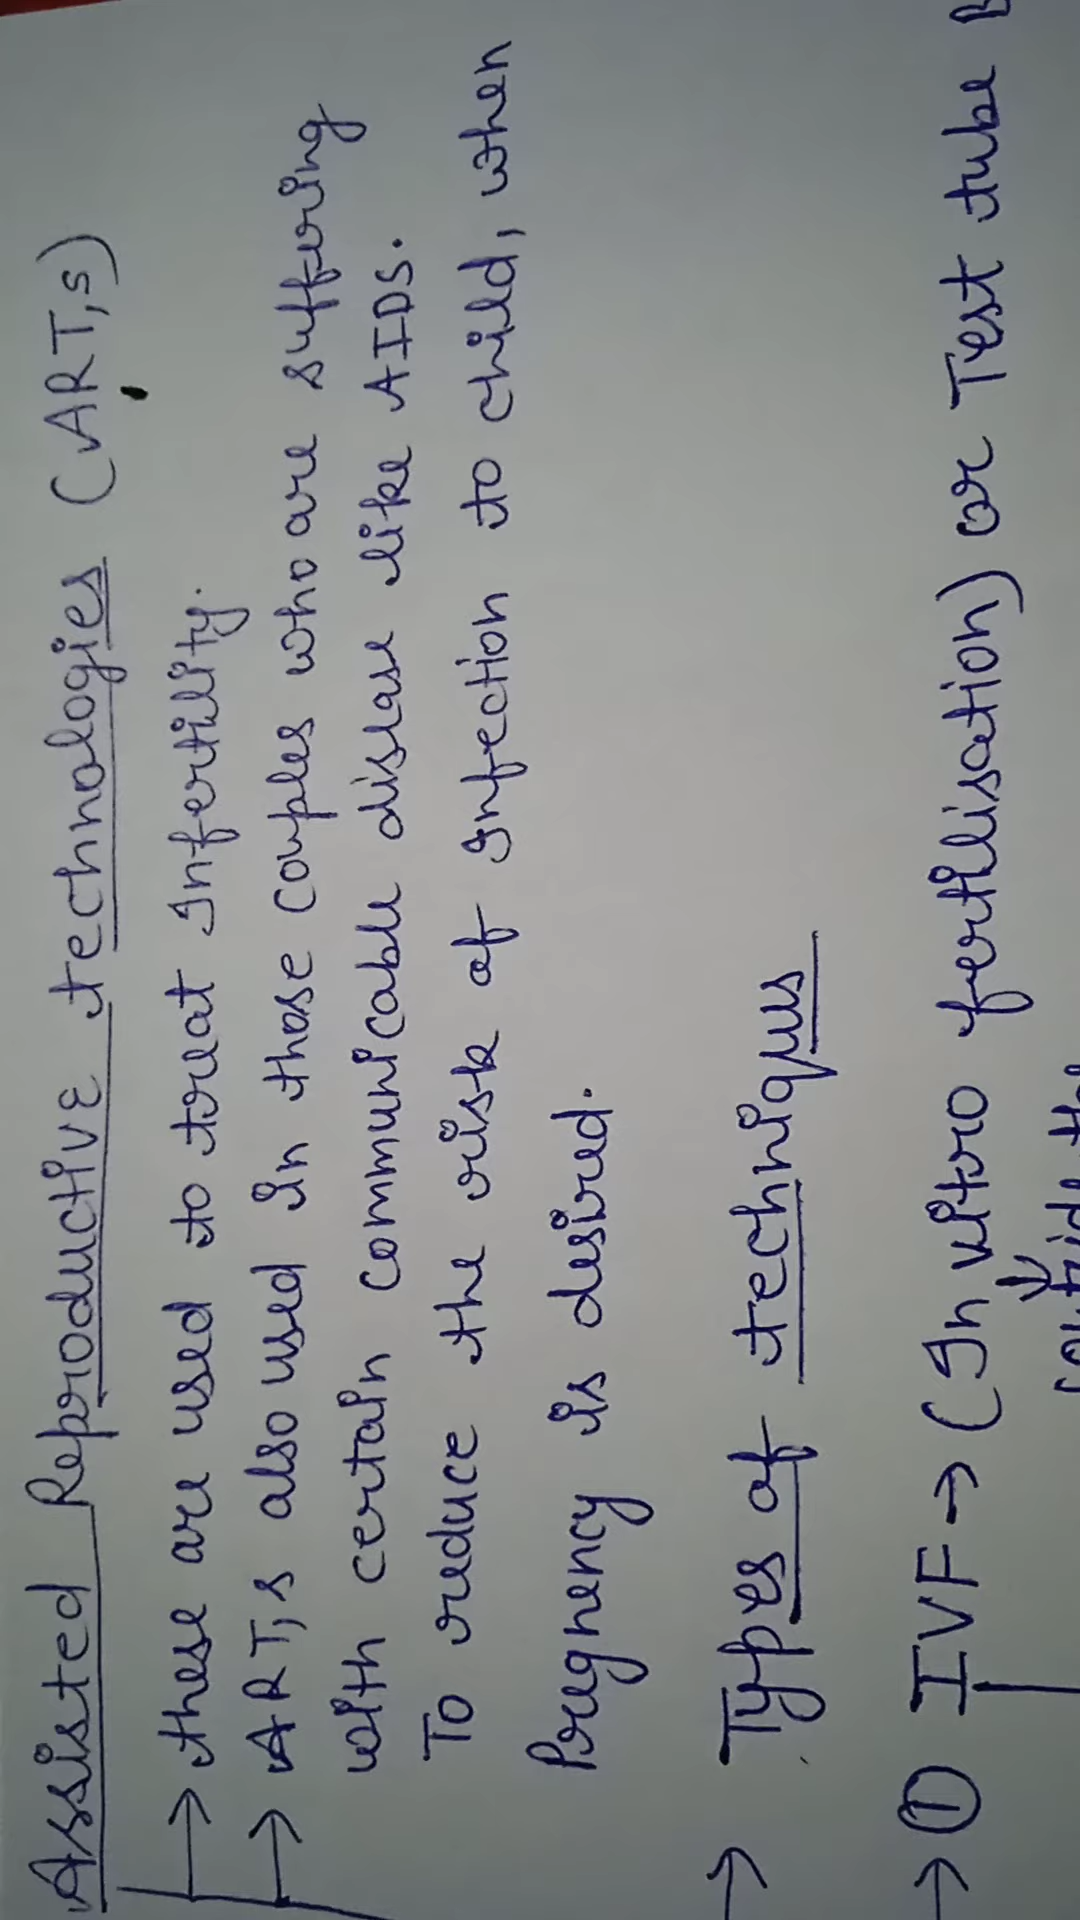 Assisted Reproductive technologies (ART,s)
→ these are used to treat Infertility.
→ ART,s also used in those couples who are suffering
with certain communicable disease like AIDS.
To reduce the risk of Infection to child, when
Pregnency is desired.
→ Types of techniques
→ ① IVF → (In vitro fertilisation) or Test tube